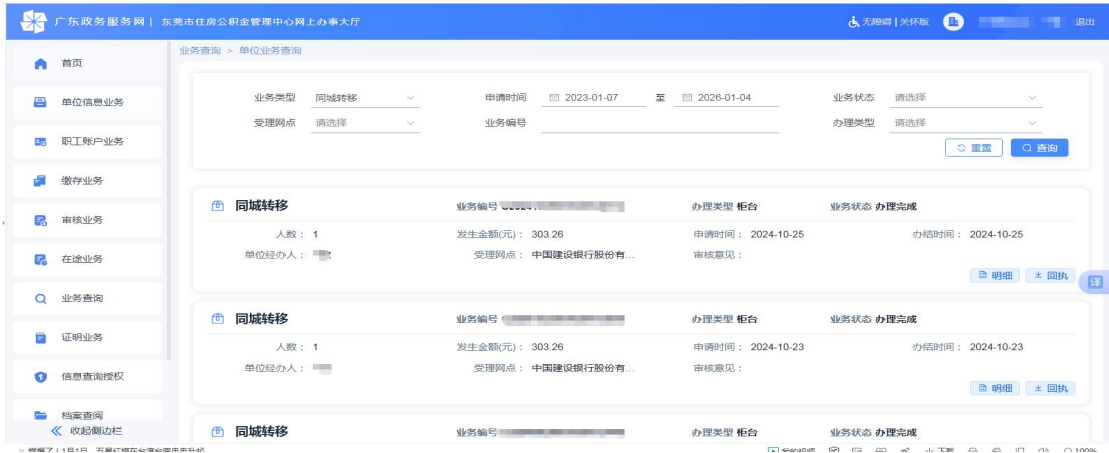 广东政务服务网 | 东莞市住房公积金管理中心网上办事大厅 无障碍 | 关怀版 退出
业务查询 > 单位业务查询
首页
单位信息业务
职工账户业务
缴存业务
审核业务
在途业务
业务查询
证明业务
信息查询授权
档案查阅
收起侧边栏
业务类型 同城转移 申请时间 2023-01-07 至 2026-01-04 业务状态 请选择
受理网点 请选择 业务编号 办理类型 请选择
重置 查询
同城转移 业务编号 办理类型 柜台 业务状态 办理完成
人数： 1 发生金额(元)： 303.26 申请时间： 2024-10-25 办结时间： 2024-10-25
单位经办人： 受理网点： 中国建设银行股份有... 审核意见：
明细 回执
译
同城转移 业务编号 办理类型 柜台 业务状态 办理完成
人数： 1 发生金额(元)： 303.26 申请时间： 2024-10-23 办结时间： 2024-10-23
单位经办人： 受理网点： 中国建设银行股份有... 审核意见：
明细 回执
同城转移 业务编号 办理类型 柜台 业务状态 办理完成
下载 100%